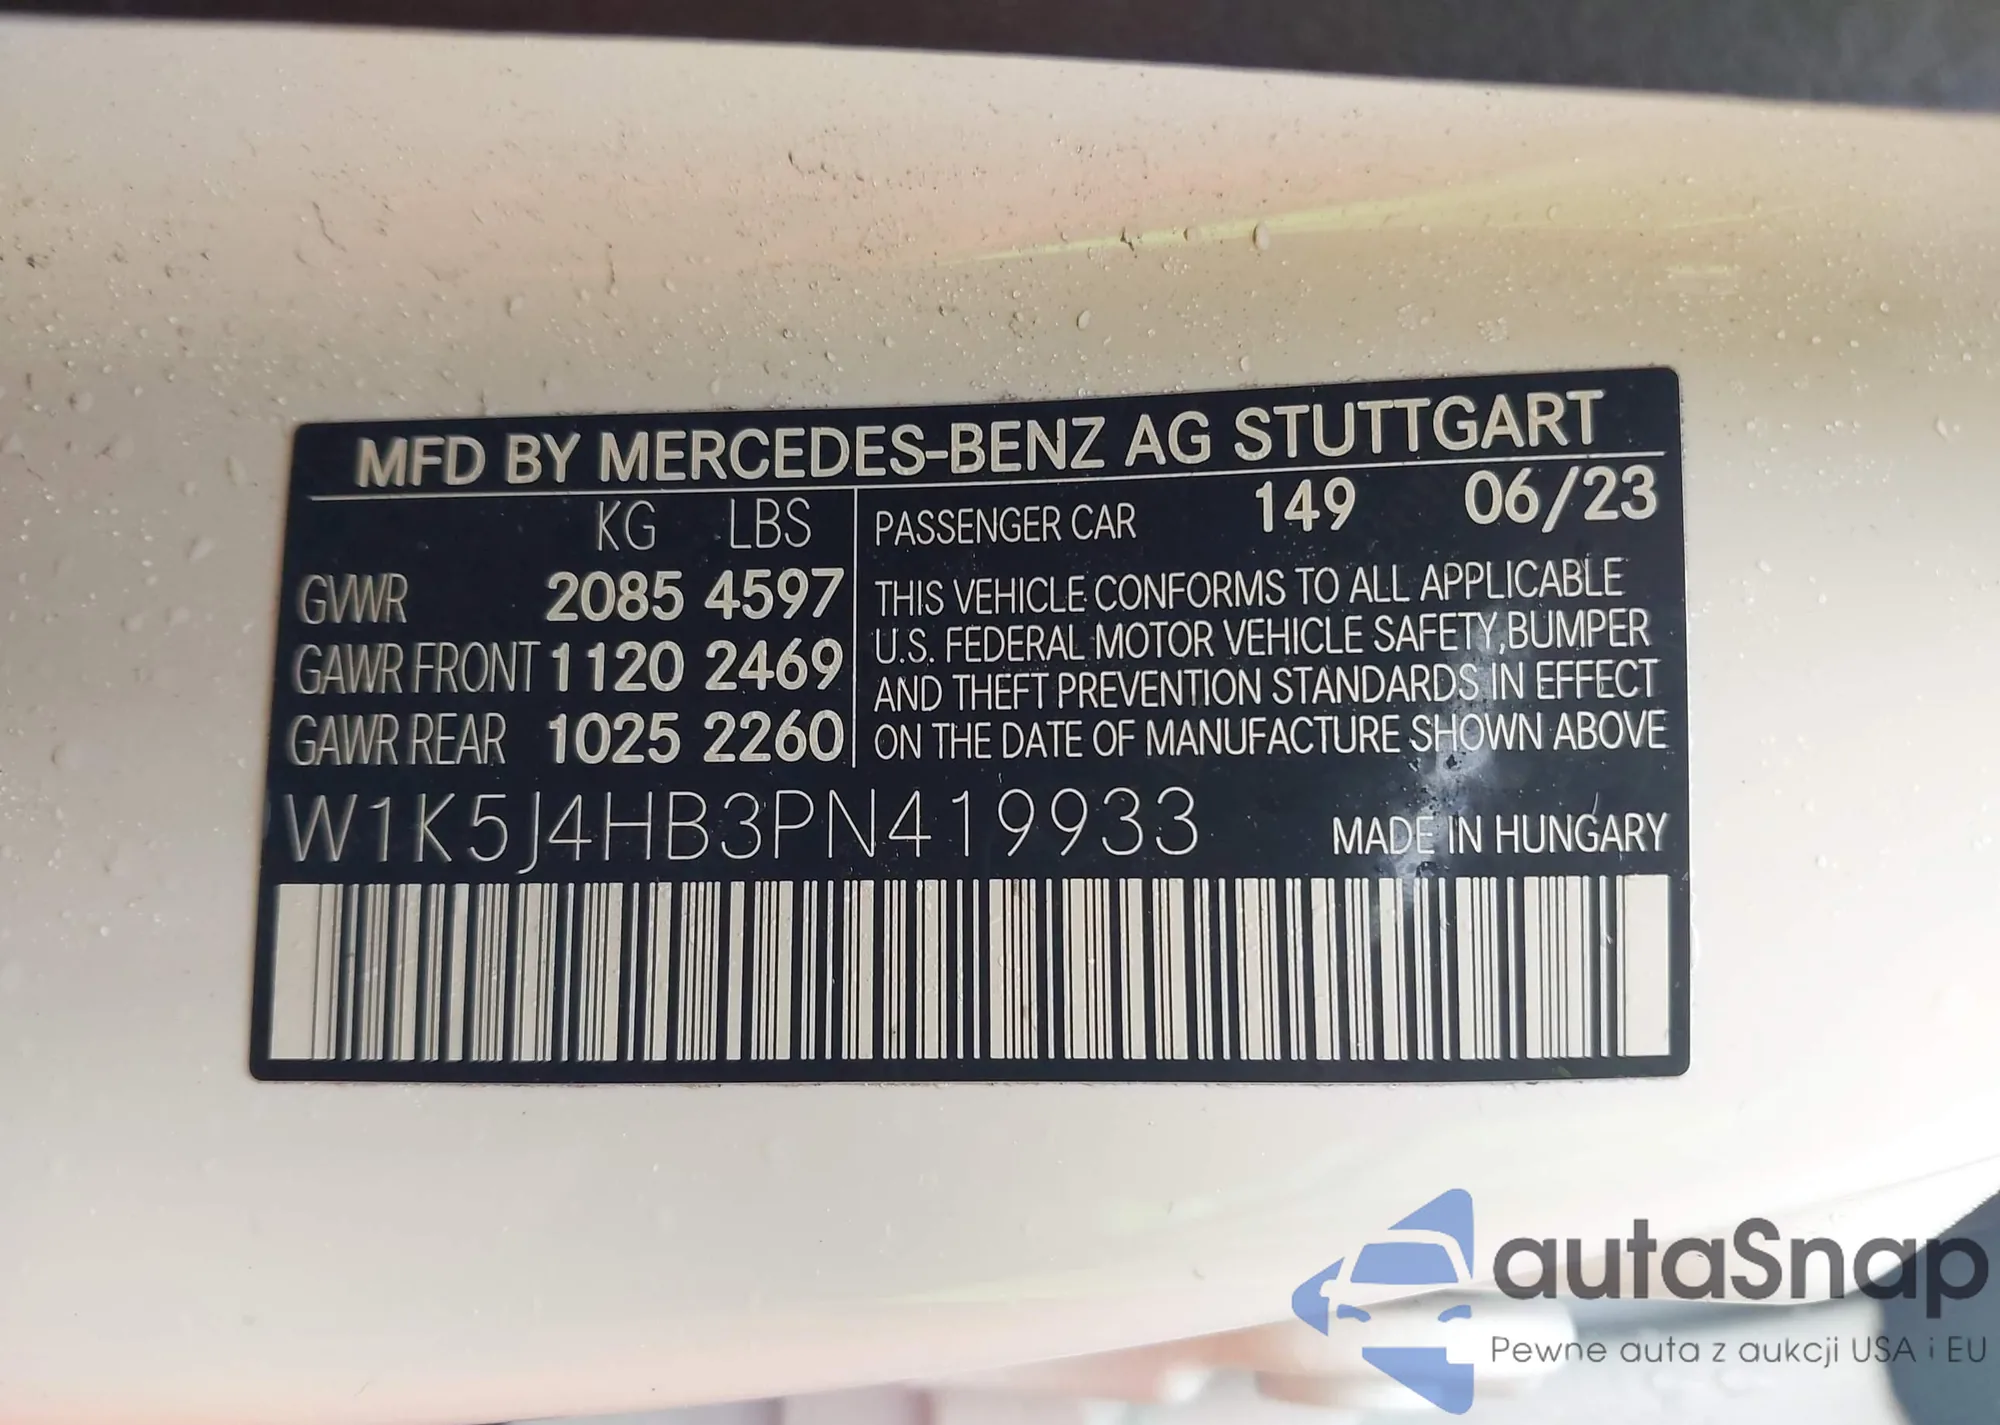 MFD BY MERCEDES-BENZ AG STUTTGART
KG LBS
GVWR 2085 4597
GAWR FRONT 1120 2469
GAWR REAR 1025 2260
PASSENGER CAR 149 06/23
THIS VEHICLE CONFORMS TO ALL APPLICABLE
U.S. FEDERAL MOTOR VEHICLE SAFETY, BUMPER
AND THEFT PREVENTION STANDARDS IN EFFECT
ON THE DATE OF MANUFACTURE SHOWN ABOVE
W1K5J4HB3PN419933
MADE IN HUNGARY
autaSnap
Pewne auta z aukcji USA i EU